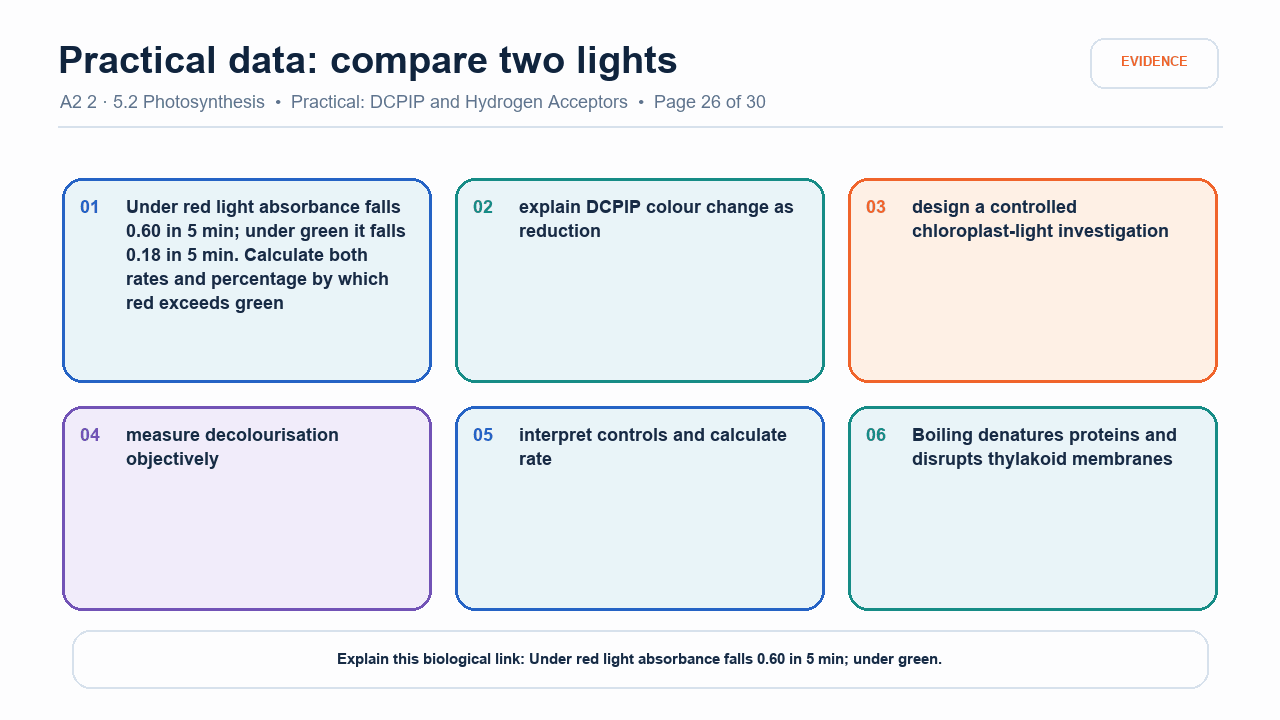 Practical data: compare two lights
EVIDENCE
A2 2 · 5.2 Photosynthesis • Practical: DCPIP and Hydrogen Acceptors • Page 26 of 30
01
Under red light absorbance falls
0.60 in 5 min; under green it falls
0.18 in 5 min. Calculate both
rates and percentage by which
red exceeds green
02
explain DCPIP colour change as
reduction
03
design a controlled
chloroplast-light investigation
04
measure decolourisation
objectively
05
interpret controls and calculate
rate
06
Boiling denatures proteins and
disrupts thylakoid membranes
Explain this biological link: Under red light absorbance falls 0.60 in 5 min; under green.